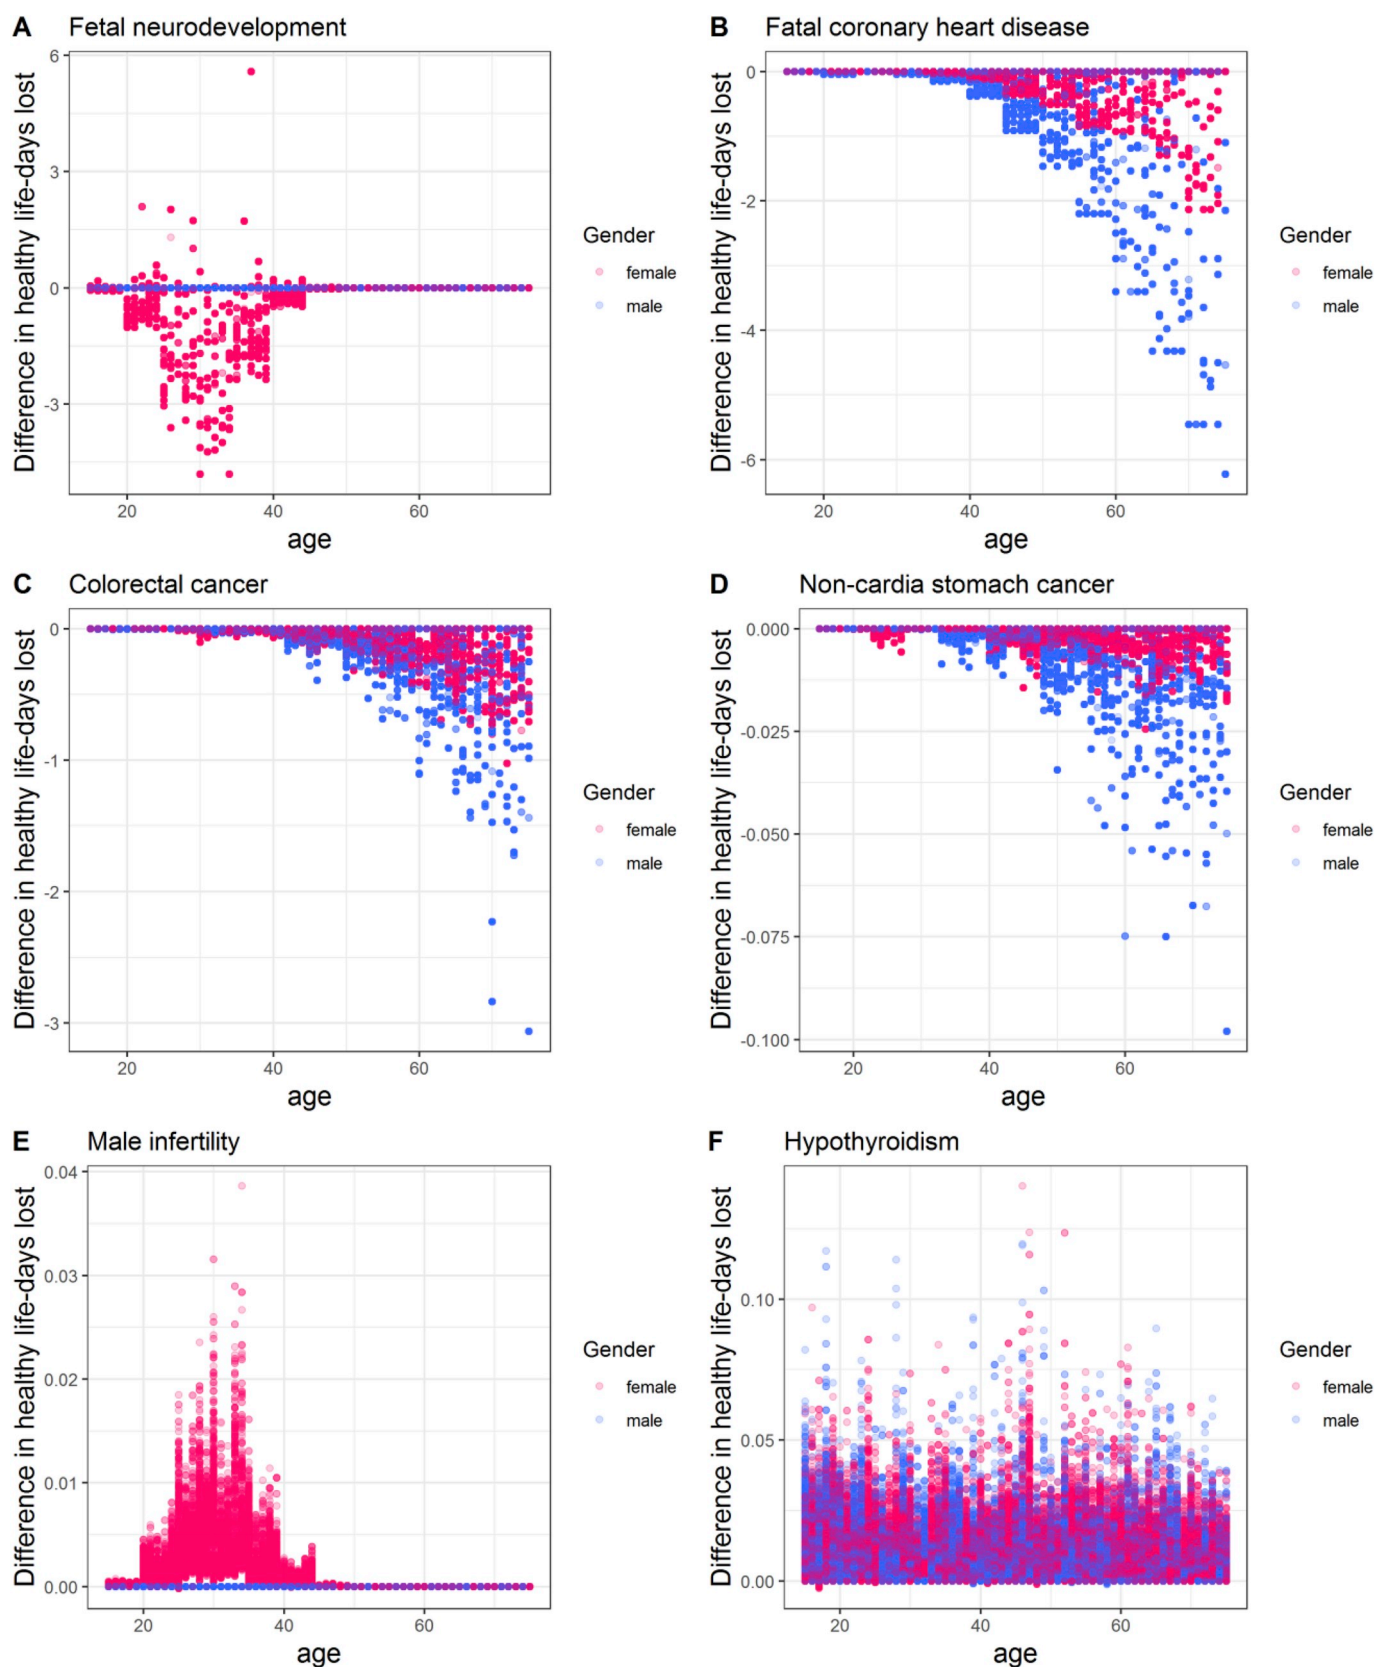 A Fetal neurodevelopment
Difference in healthy life-days lost
6
3
0
-3
20 40 60
age
Gender
female
male
B Fatal coronary heart disease
Difference in healthy life-days lost
0
-2
-4
-6
20 40 60
age
Gender
female
male
C Colorectal cancer
Difference in healthy life-days lost
0
-1
-2
-3
20 40 60
age
Gender
female
male
D Non-cardia stomach cancer
Difference in healthy life-days lost
0.000
-0.025
-0.050
-0.075
-0.100
20 40 60
age
Gender
female
male
E Male infertility
Difference in healthy life-days lost
0.04
0.03
0.02
0.01
0.00
20 40 60
age
Gender
female
male
F Hypothyroidism
Difference in healthy life-days lost
0.10
0.05
0.00
20 40 60
age
Gender
female
male